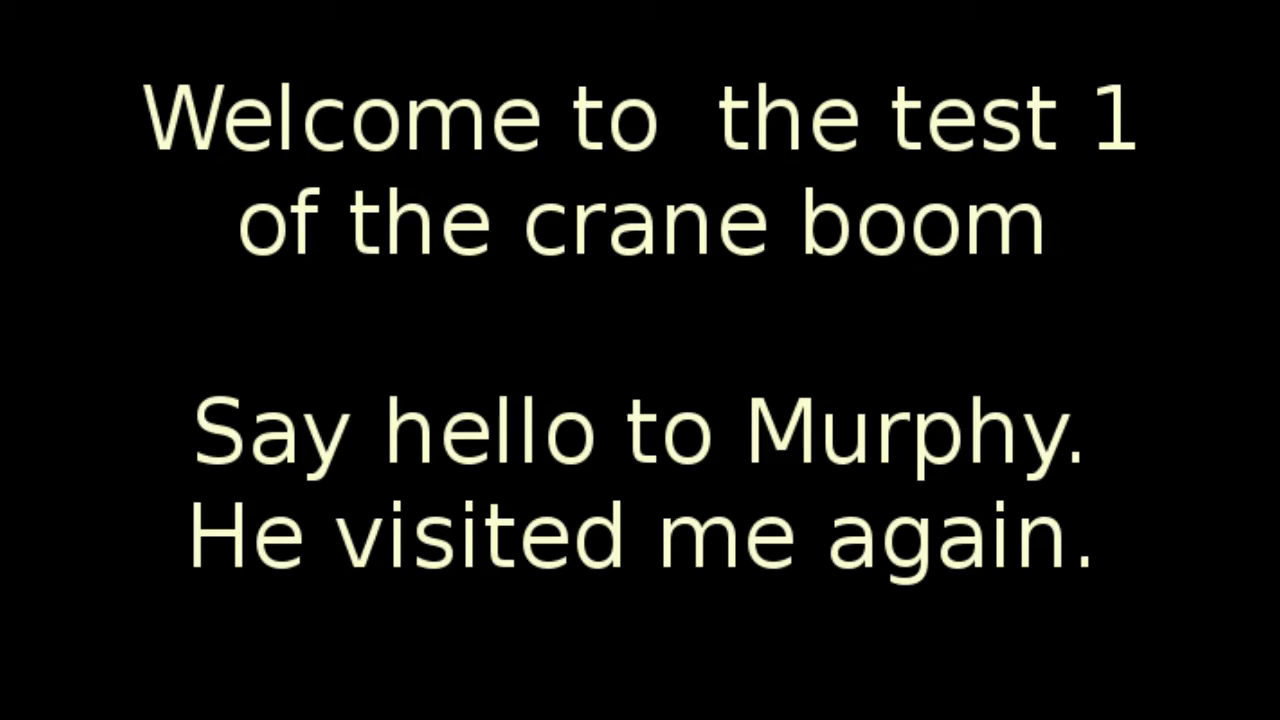 Welcome to  the test 1
of the crane boom
Say hello to Murphy.
He visited me again.